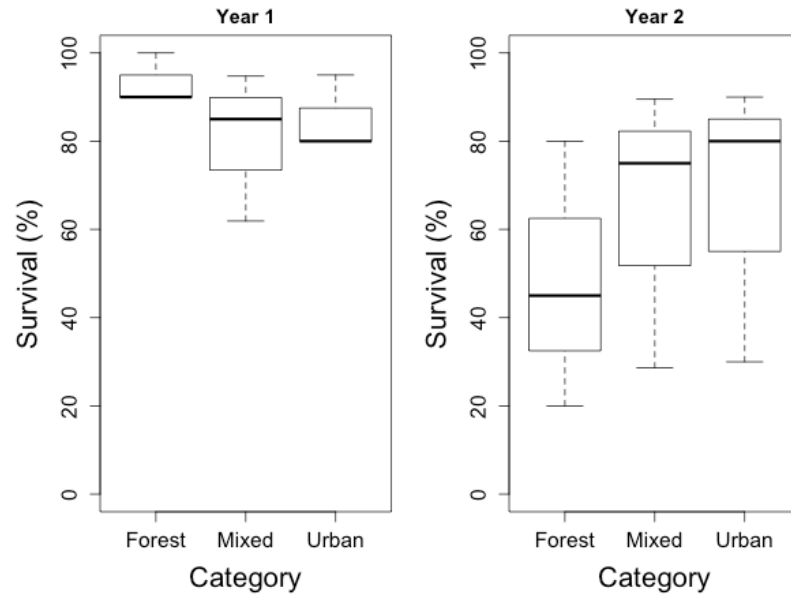 Year 1
Survival (%)
100
80
60
40
20
0
Forest Mixed Urban
Category
Year 2
Survival (%)
100
80
60
40
20
0
Forest Mixed Urban
Category